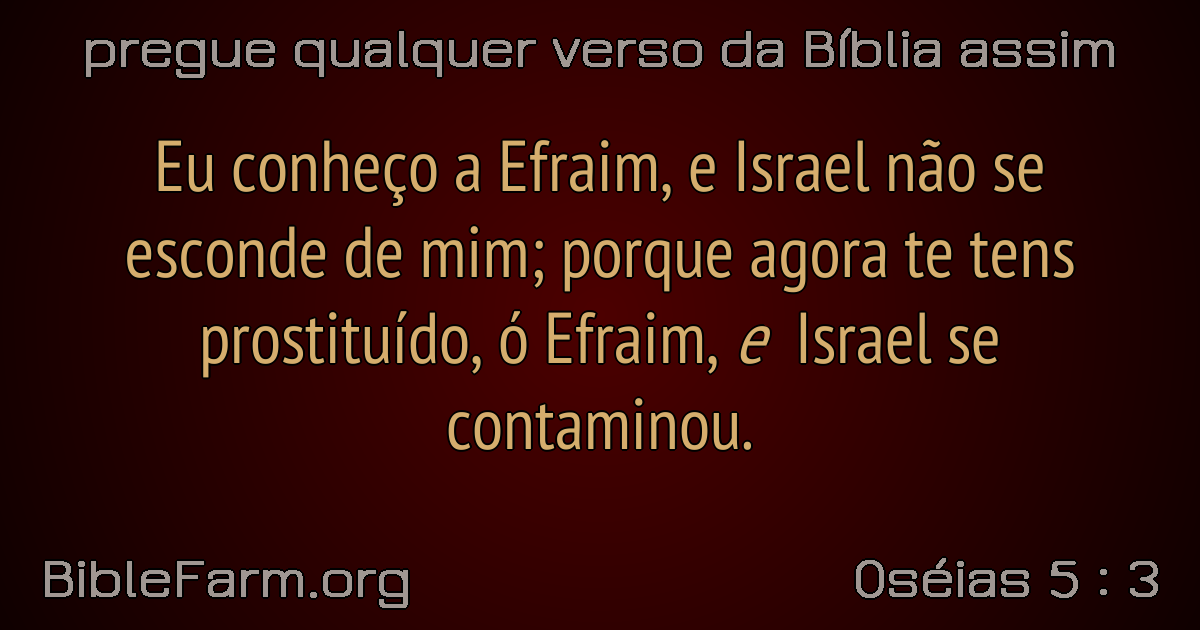 pregue qualquer verso da Bíblia assim
Eu conheço a Efraim, e Israel não se
esconde de mim; porque agora te tens
prostituído, ó Efraim, e Israel se
contaminou.
BibleFarm.org
Oséias 5 : 3